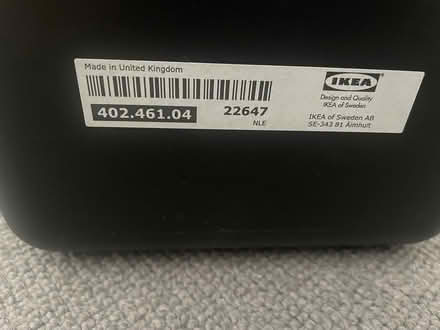 Made in United Kingdom
402.461.04
22647
NLE
IKEA
Design and Quality
IKEA of Sweden
IKEA of Sweden AB
SE-343 81 Älmhult